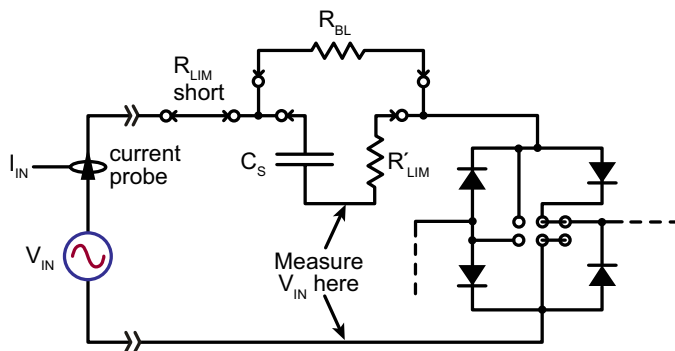 R_BL
R_LIM
short
I_IN
current
probe
C_S
R´_LIM
V_IN
Measure
V_IN here